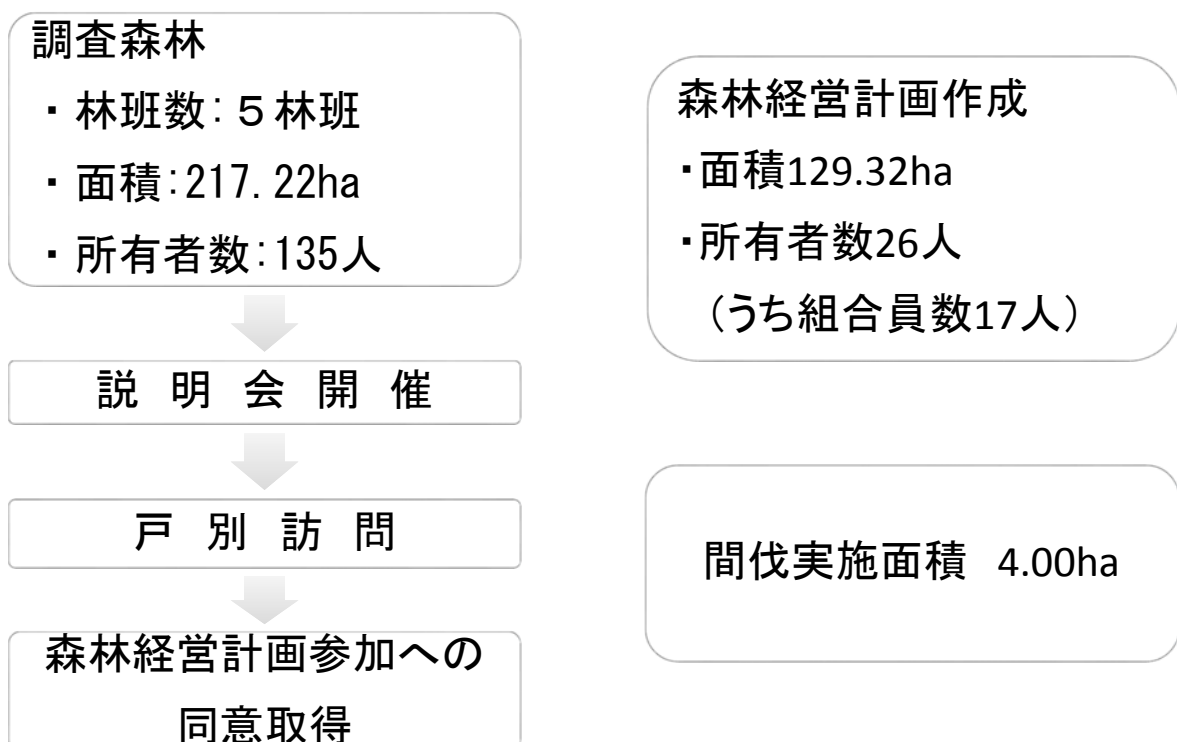 調査森林
・林班数：５林班
・面積：217.22ha
・所有者数：135人
説 明 会 開 催
戸 別 訪 問
森林経営計画参加への
同意取得
森林経営計画作成
・面積129.32ha
・所有者数26人
（うち組合員数17人）
間伐実施面積 4.00ha